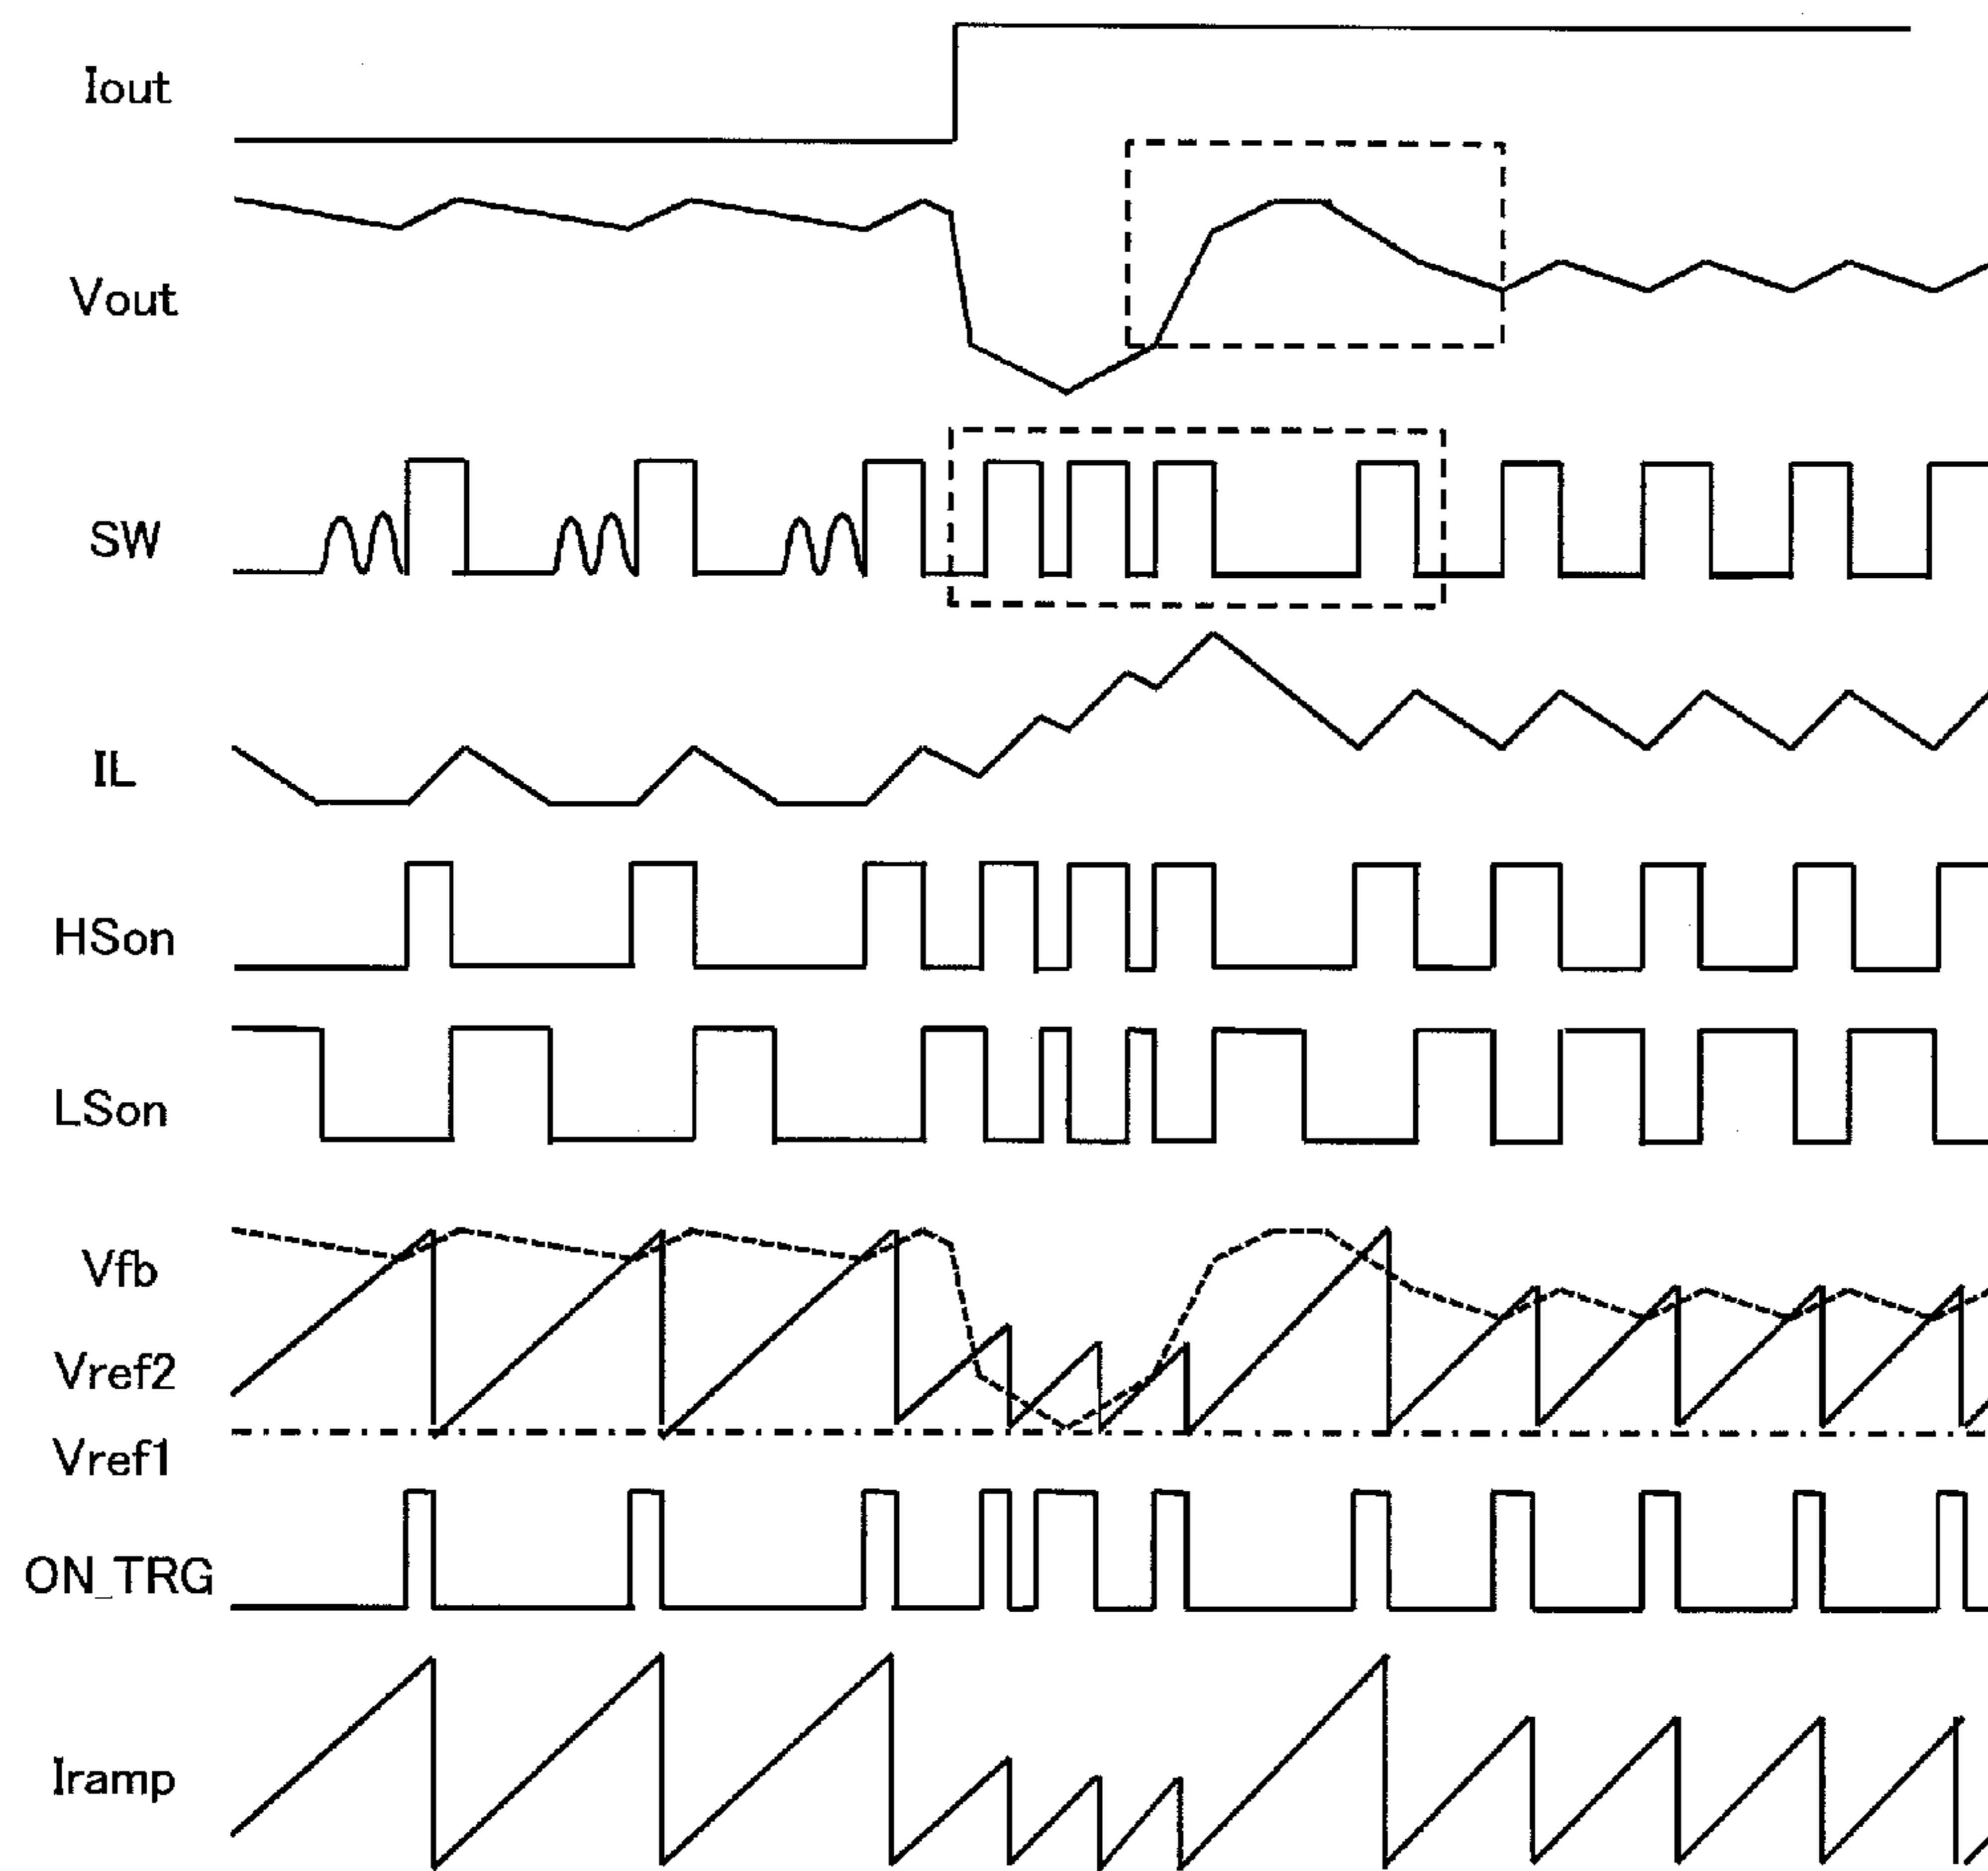 Iout
Vout
SW
IL
HSon
LSon
Vfb
Vref2
Vref1
ON_TRG
Iramp